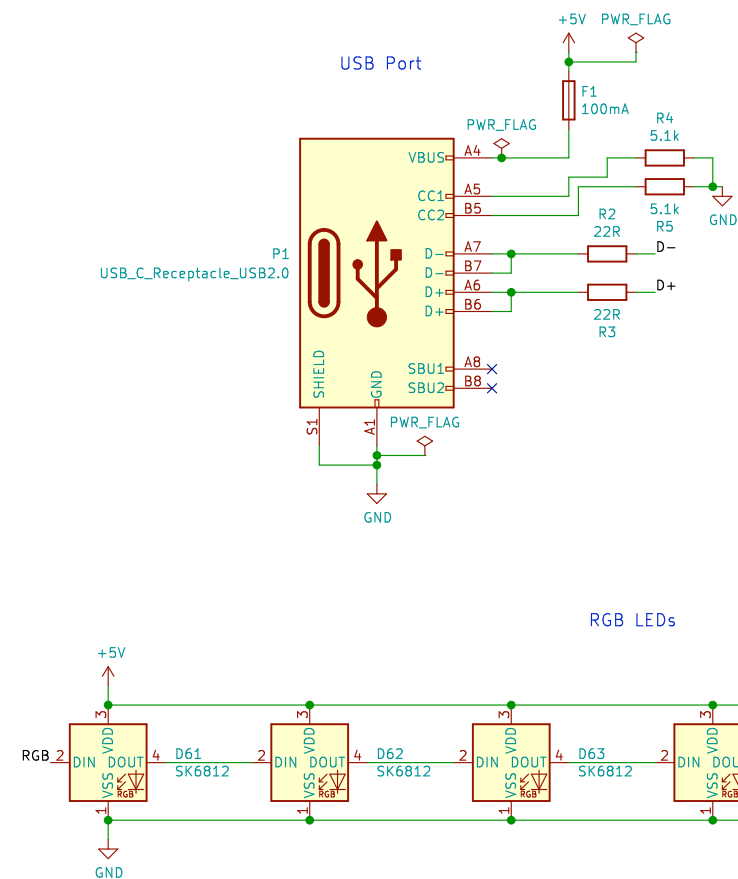 +5V PWR_FLAG
USB Port
F1
100mA
PWR_FLAG
R4
5.1k
VBUS A4
CC1 A5
CC2 B5
5.1k
R5
GND
R2
22R
D- A7
D- B7
D-
P1
USB_C_Receptacle_USB2.0
D+ A6
D+ B6
D+
22R
R3
SBU1 A8
SBU2 B8
SHIELD
GND
S1
A1
PWR_FLAG
GND
RGB LEDs
+5V
3 3 3 3
VDD VDD VDD VDD
RGB 2 DIN DOUT 4 D61 2 DIN DOUT 4 D62 2 DIN DOUT 4 D63 2 DIN DOU
SK6812 SK6812 SK6812
VSS RGB VSS RGB VSS RGB VSS RGB
1 1 1 1
GND